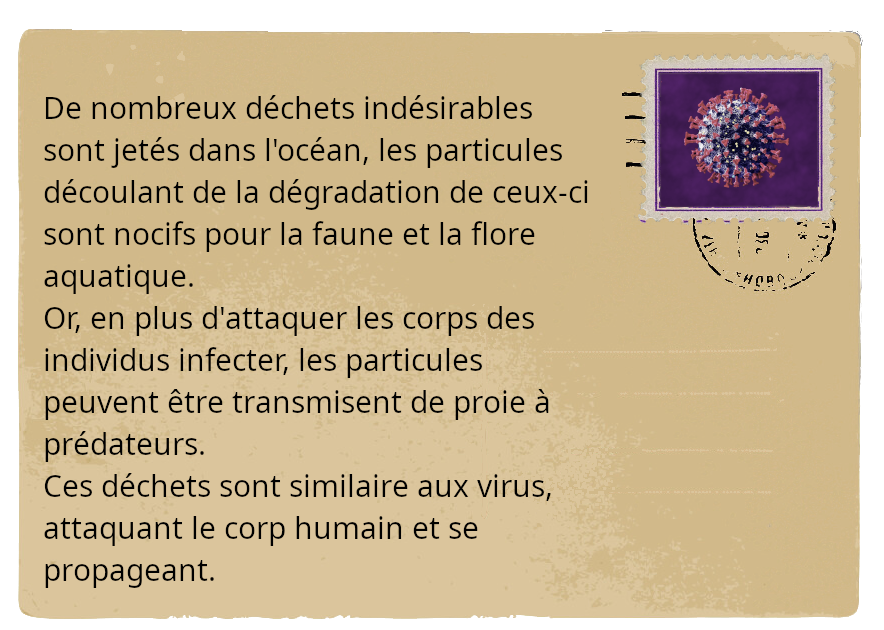 De nombreux déchets indésirables
sont jetés dans l'océan, les particules
découlant de la dégradation de ceux-ci
sont nocifs pour la faune et la flore
aquatique.
Or, en plus d'attaquer les corps des
individus infecter, les particules
peuvent être transmisent de proie à
prédateurs.
Ces déchets sont similaire aux virus,
attaquant le corp humain et se
propageant.